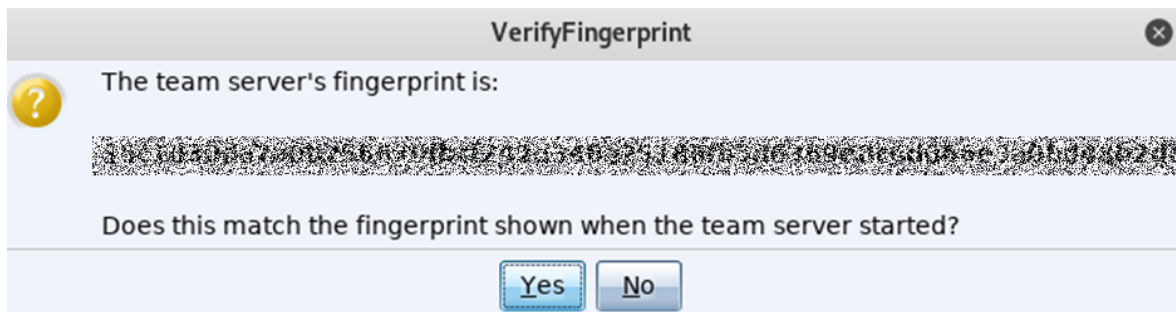 VerifyFingerprint
The team server's fingerprint is:
Does this match the fingerprint shown when the team server started?
Yes
No